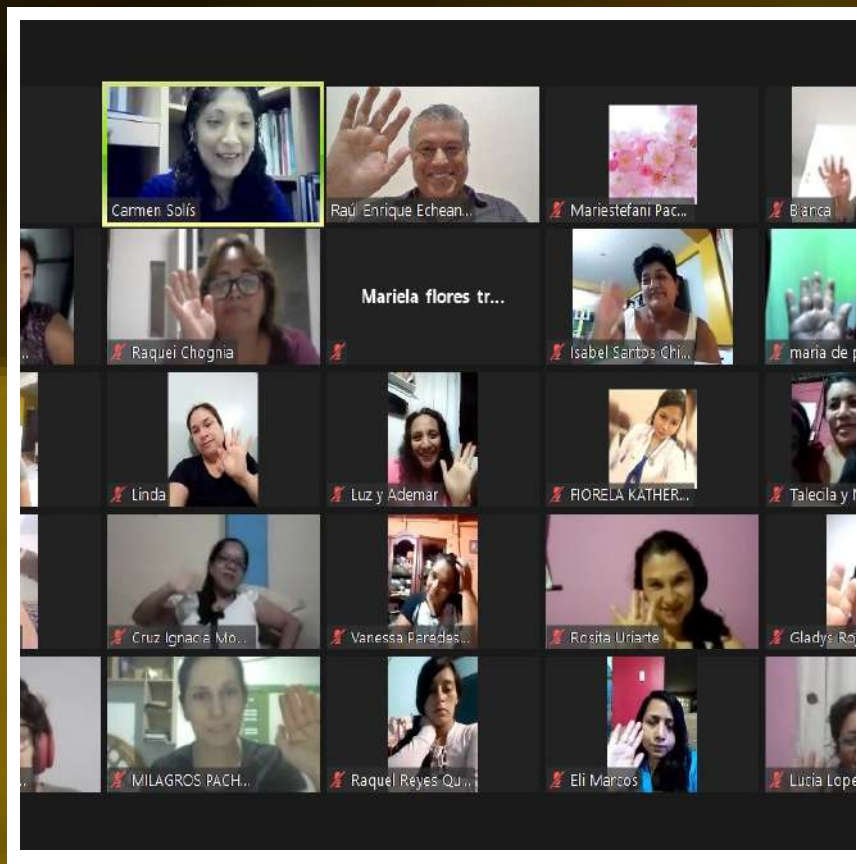 Carmen Solís
Raúl Enrique Echean...
Mariestefani Pac...
Bianca
...
Raquel Chognia
Mariela flores tr...
Isabel Santos Chi...
maria de p
Linda
Luz y Ademar
FIORELA KATHER...
Talecila y
Cruz Ignacia Mo...
Vanessa Paredes...
Rosita Uriarte
Gladys Ro
...
MILAGROS PACH...
Raquel Reyes Qu...
Eli Marcos
Lucia Lope